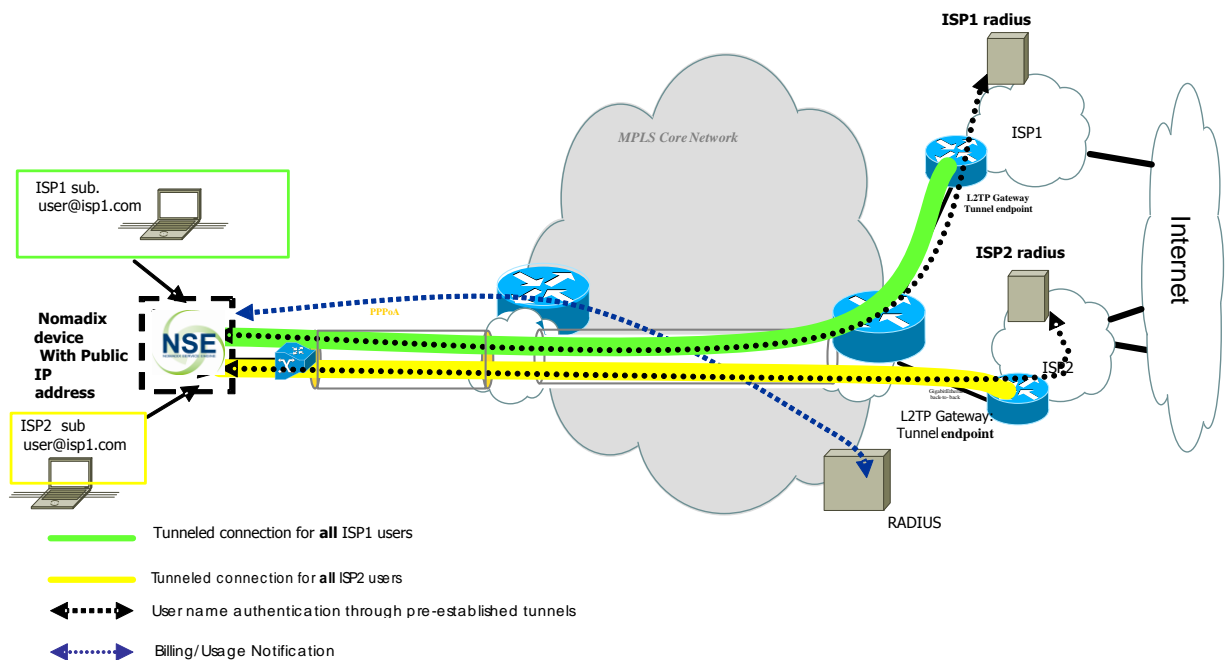 ISP1 radius
MPLS Core Network
ISP1
ISP1 sub.
user@isp1.com
L2TP Gateway
Tunnel endpoint
Internet
ISP2 radius
Nomadix
device
With Public
IP
address
NSE
PPPoA
ISP2
ISP2 sub
user@isp1.com
back-to-back
L2TP Gateway:
Tunnel endpoint
RADIUS
Tunneled connection for all ISP1 users
Tunneled connection for all ISP2 users
User name authentication through pre-established tunnels
Billing/Usage Notification